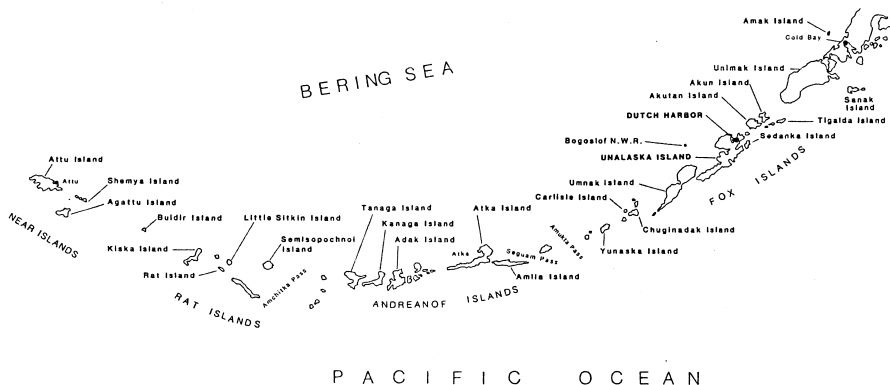 Amak Island
Cold Bay
BERING SEA
Unimak Island
Akun Island
Akutan Island
Sanak
Island
DUTCH HARBOR
Tigalda Island
Sedanka Island
Bogoslof N.W.R.
UNALASKA ISLAND
Attu Island
Attu
Shemya Island
Agattu Island
NEAR ISLANDS
Buldir Island
Little Sitkin Island
Tanaga Island
Kanaga Island
Adak Island
Atka Island
Umnak Island
Carlisle Island
FOX ISLANDS
Chuginadak Island
Amukta Pass
Yunaska Island
Kiska Island
Semisopochnoi
Island
Atka
Seguam Pass
Amlia Island
Rat Island
Amchitka Pass
RAT ISLANDS
ANDREANOF ISLANDS
PACIFIC OCEAN